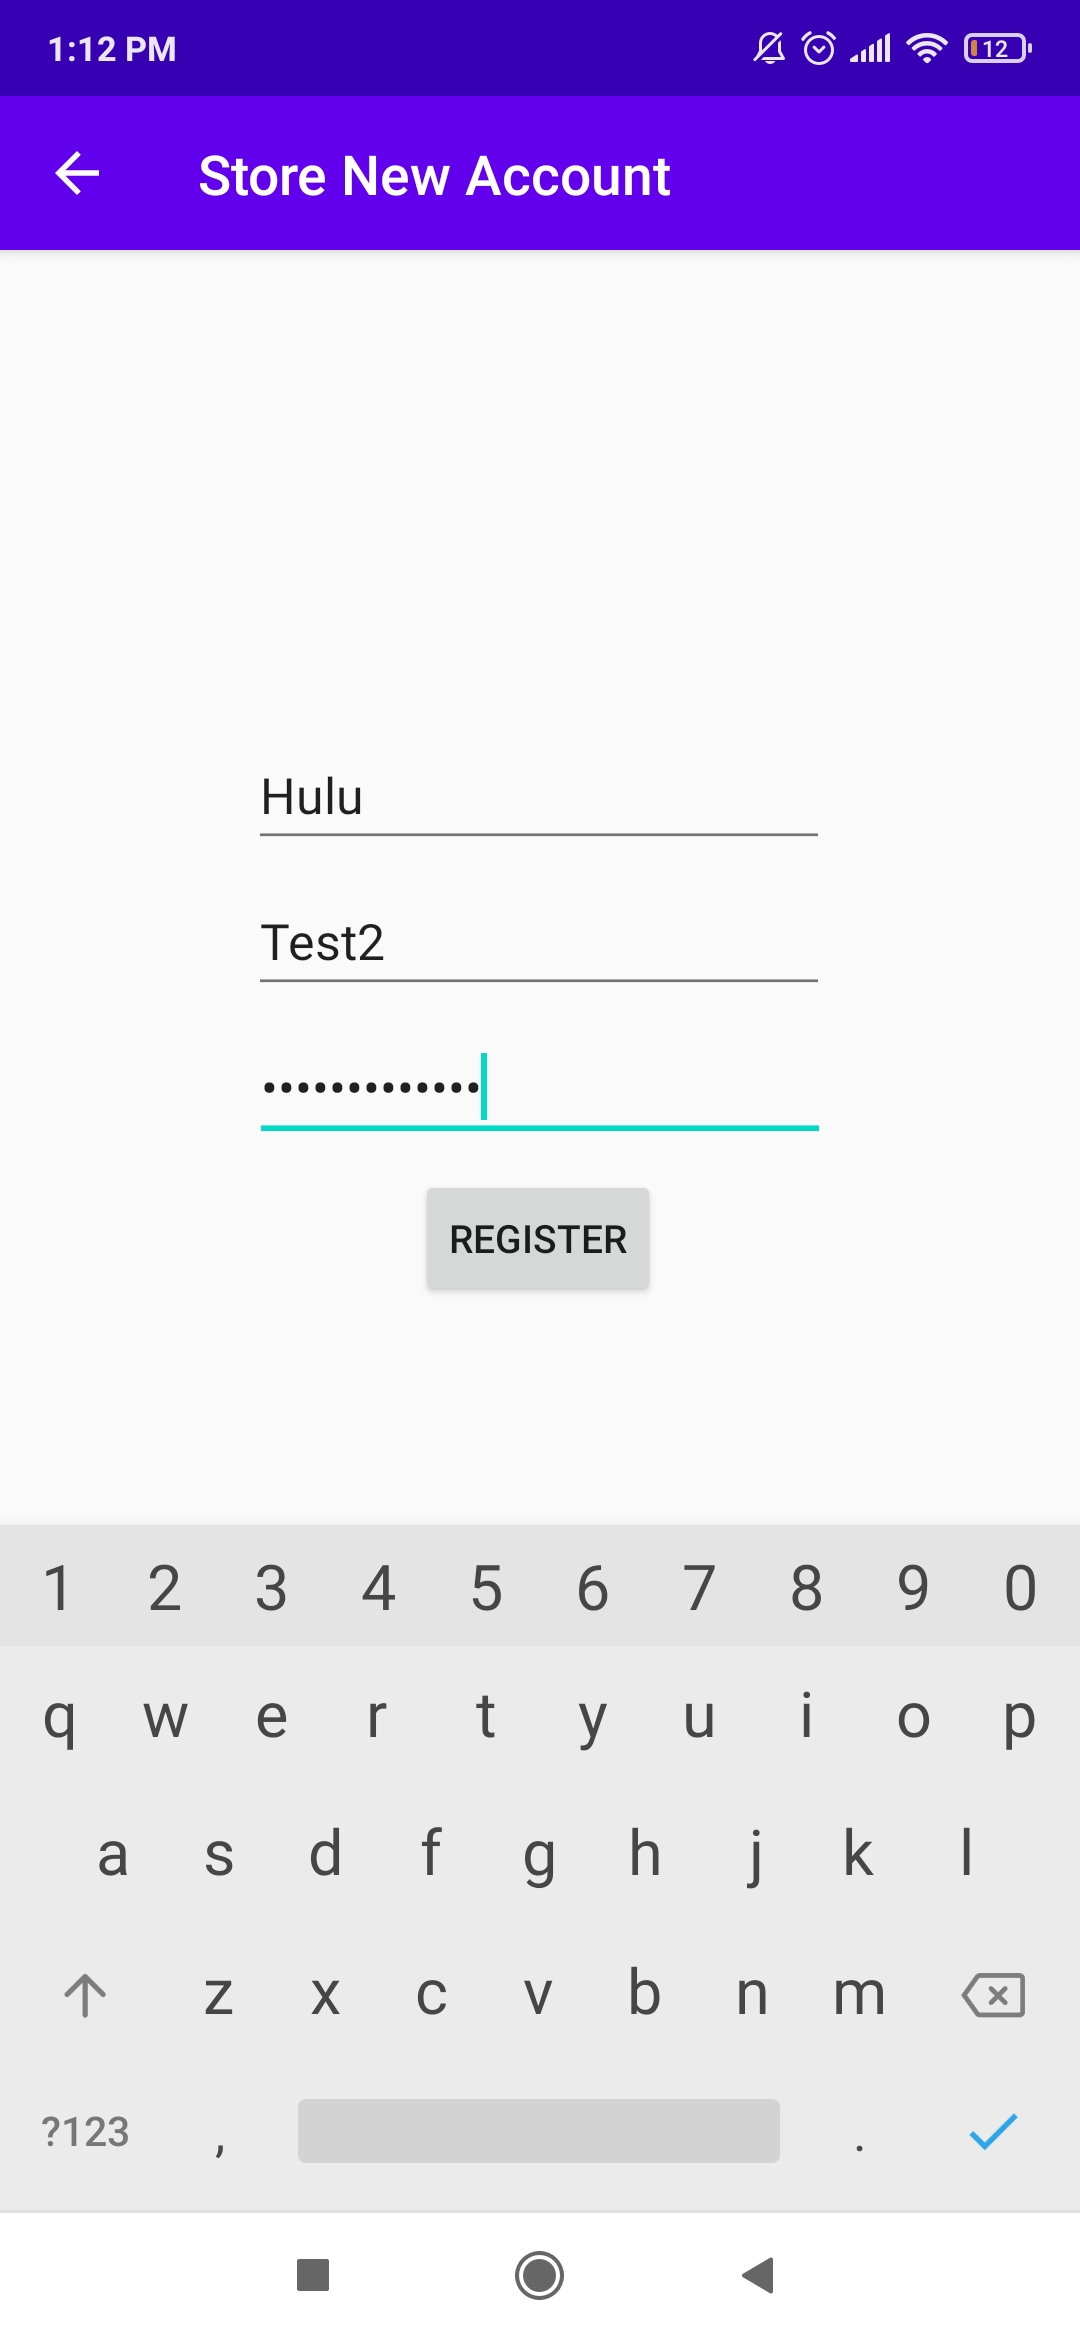 1:12 PM 12
Store New Account
Hulu
Test2
•••••••••••••
REGISTER
1 2 3 4 5 6 7 8 9 0
q w e r t y u i o p
a s d f g h j k l
z x c v b n m
?123 , .